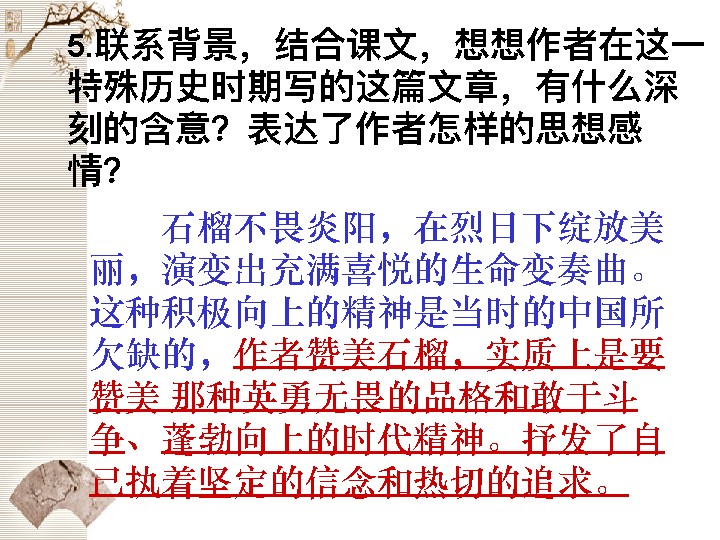 5.联系背景，结合课文，想想作者在这一
特殊历史时期写的这篇文章，有什么深
刻的含意？表达了作者怎样的思想感
情？
石榴不畏炎阳，在烈日下绽放美
丽，演变出充满喜悦的生命变奏曲。
这种积极向上的精神是当时的中国所
欠缺的，作者赞美石榴，实质上是要
赞美 那种英勇无畏的品格和敢于斗
争、蓬勃向上的时代精神。抒发了自
己执着坚定的信念和热切的追求。